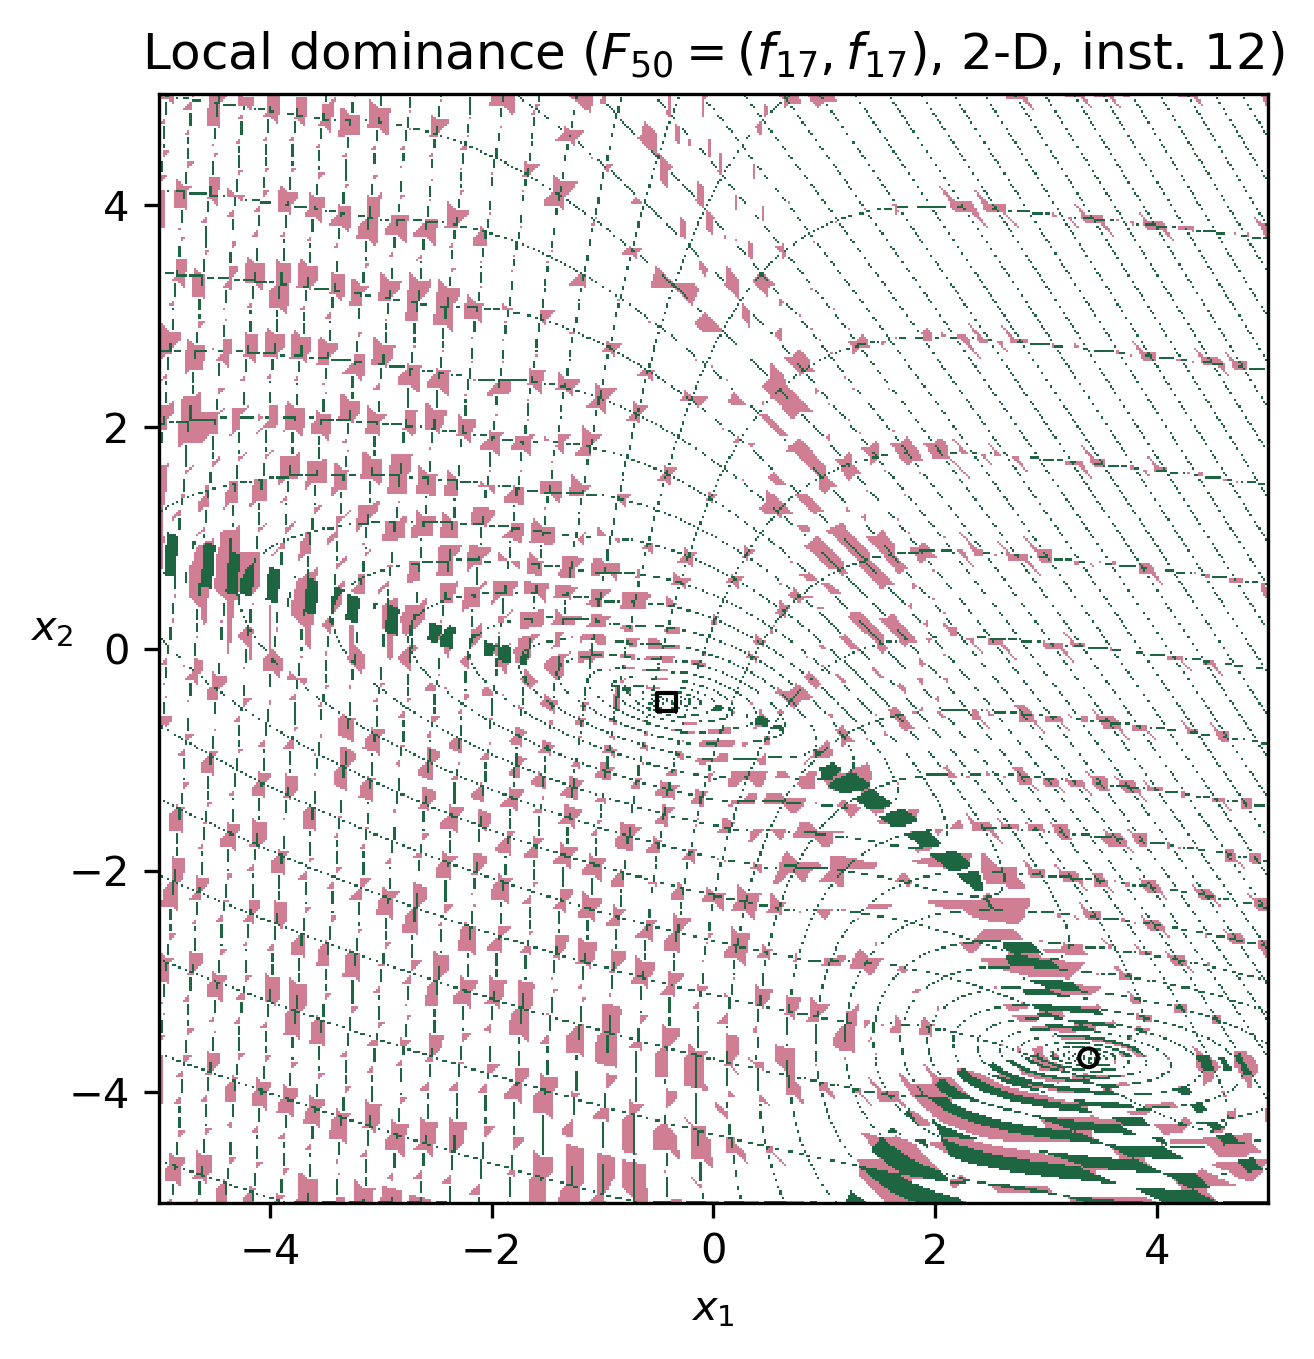 Local dominance (F₅₀ = (f₁₇, f₁₇), 2-D, inst. 12)
4
2
x₂ 0
−2
−4
−4 −2 0 2 4
x₁